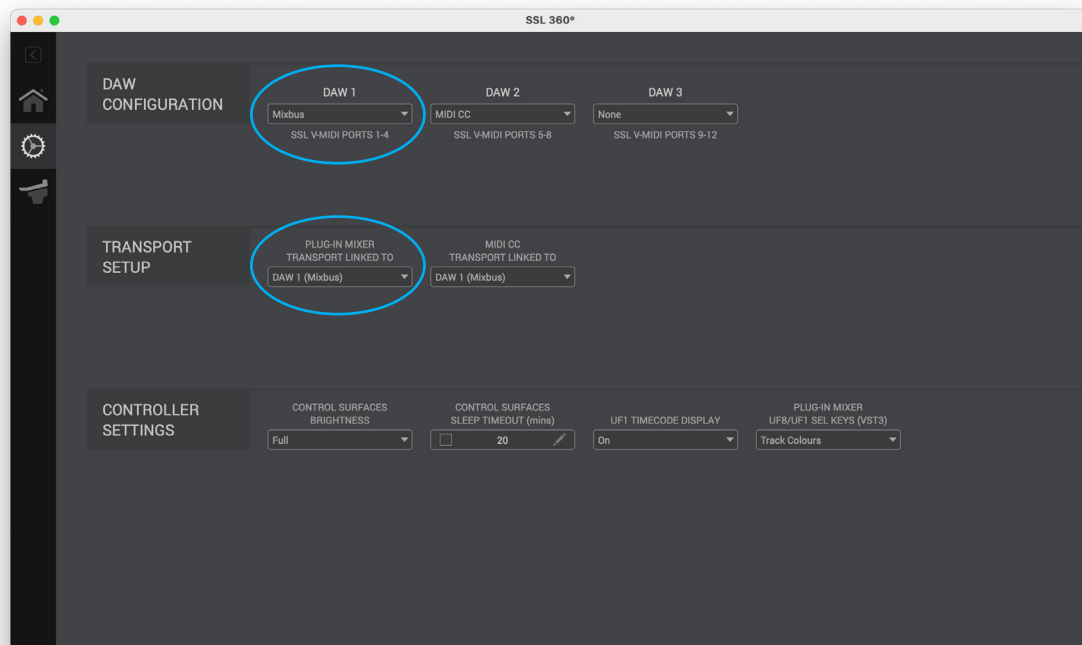 SSL 360°
DAW
CONFIGURATION
DAW 1
DAW 2
DAW 3
Mixbus
MIDI CC
None
SSL V-MIDI PORTS 1-4
SSL V-MIDI PORTS 5-8
SSL V-MIDI PORTS 9-12
TRANSPORT
SETUP
PLUG-IN MIXER
TRANSPORT LINKED TO
MIDI CC
TRANSPORT LINKED TO
DAW 1 (Mixbus)
DAW 1 (Mixbus)
CONTROLLER
SETTINGS
CONTROL SURFACES
BRIGHTNESS
CONTROL SURFACES
SLEEP TIMEOUT (mins)
UF1 TIMECODE DISPLAY
PLUG-IN MIXER
UF8/UF1 SEL KEYS (VST3)
Full
20
On
Track Colours